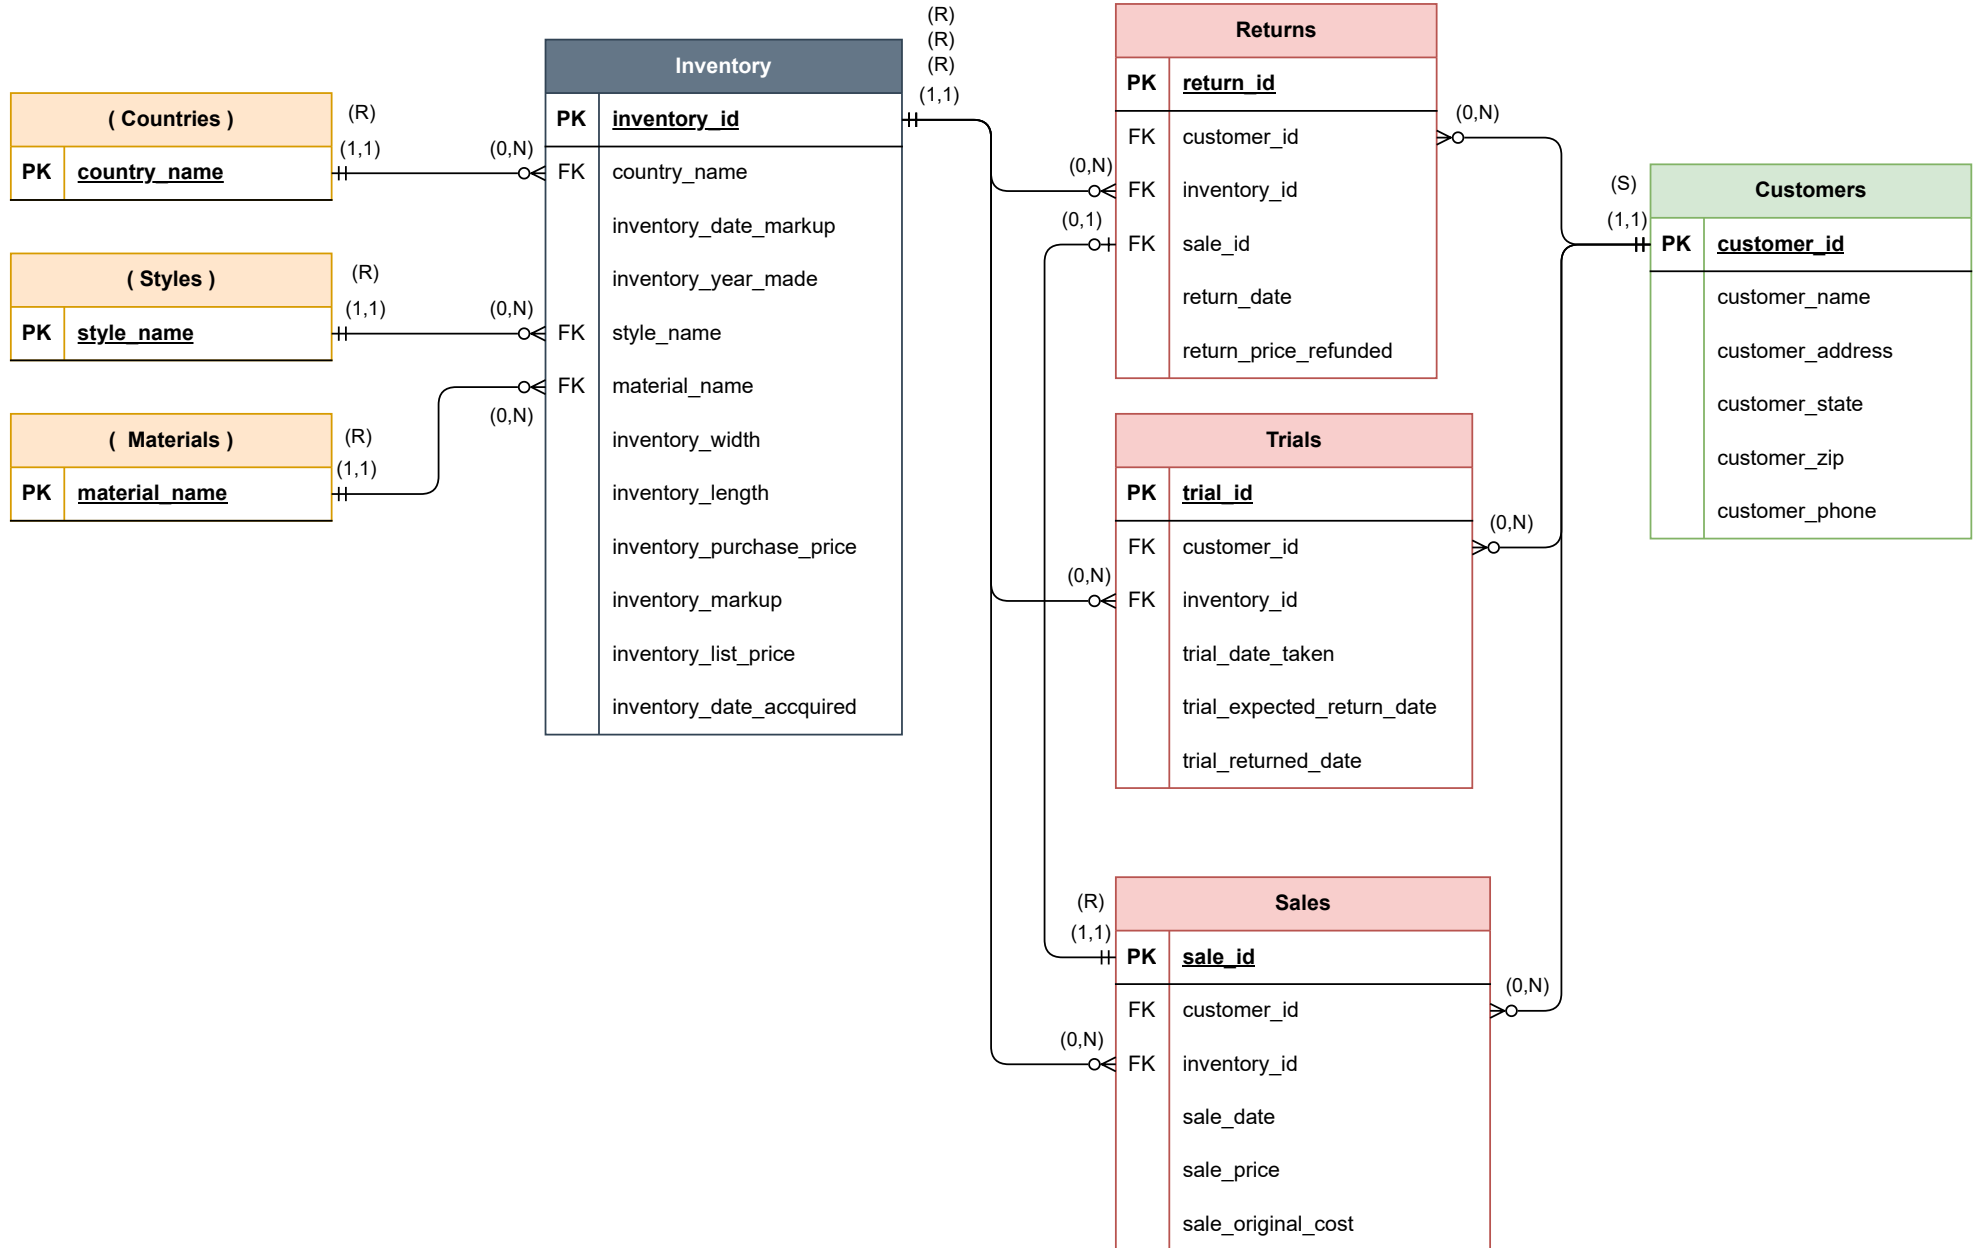 ( Countries )
(R)
(1,1)
(0,N)
PK country_name
( Styles )
(R)
(1,1)
(0,N)
PK style_name
( Materials )
(R)
(1,1)
(0,N)
PK material_name
Inventory
(R)
(R)
(R)
(1,1)
PK inventory_id
FK country_name
inventory_date_markup
inventory_year_made
FK style_name
FK material_name
inventory_width
inventory_length
inventory_purchase_price
inventory_markup
inventory_list_price
inventory_date_accquired
Returns
PK return_id
FK customer_id
(0,N)
(0,N)
FK inventory_id
(0,1)
FK sale_id
return_date
return_price_refunded
Trials
PK trial_id
FK customer_id
(0,N)
(0,N)
FK inventory_id
trial_date_taken
trial_expected_return_date
trial_returned_date
Sales
(R)
(1,1)
PK sale_id
FK customer_id
(0,N)
(0,N)
FK inventory_id
sale_date
sale_price
sale_original_cost
Customers
(S)
(1,1)
PK customer_id
customer_name
customer_address
customer_state
customer_zip
customer_phone